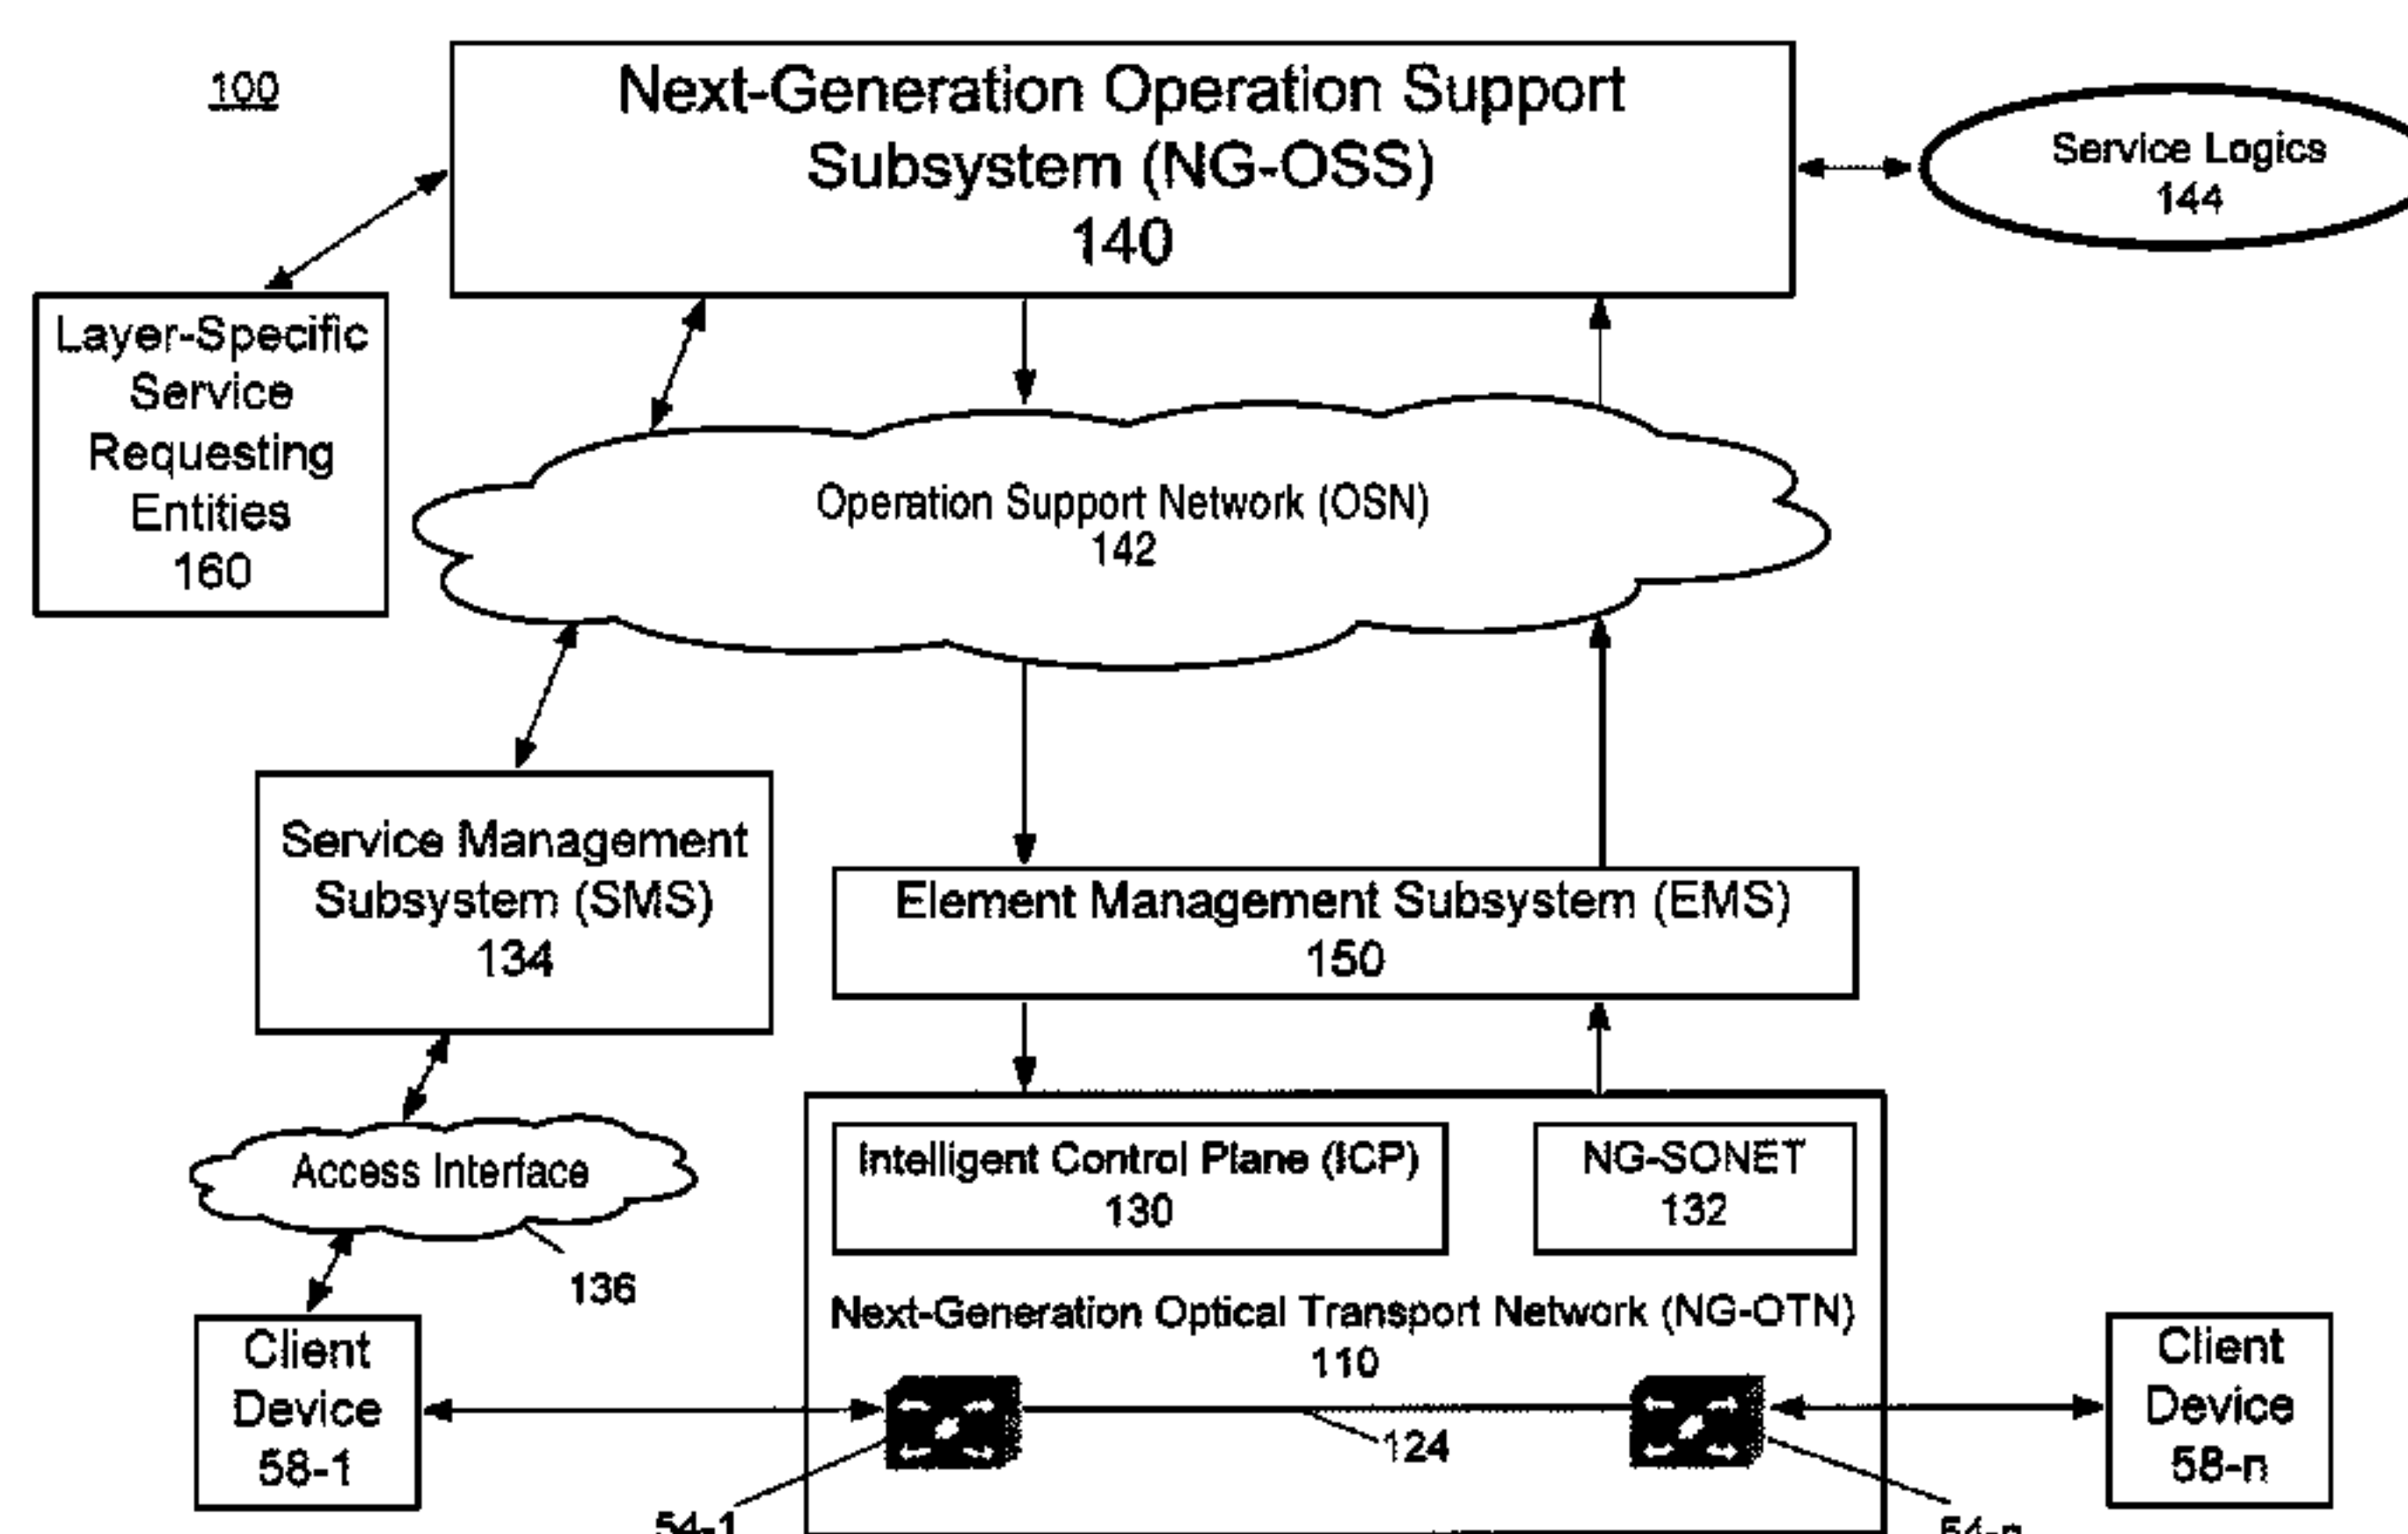 100
Next-Generation Operation Support
Subsystem (NG-OSS)
140
Service Logics
144
Layer-Specific
Service
Requesting
Entities
160
Operation Support Network (OSN)
142
Service Management
Subsystem (SMS)
134
Element Management Subsystem (EMS)
150
Access Interface
136
Intelligent Control Plane (ICP)
130
NG-SONET
132
Next-Generation Optical Transport Network (NG-OTN)
110
Client
Device
58-1
124
Client
Device
58-n
54-1
54-n